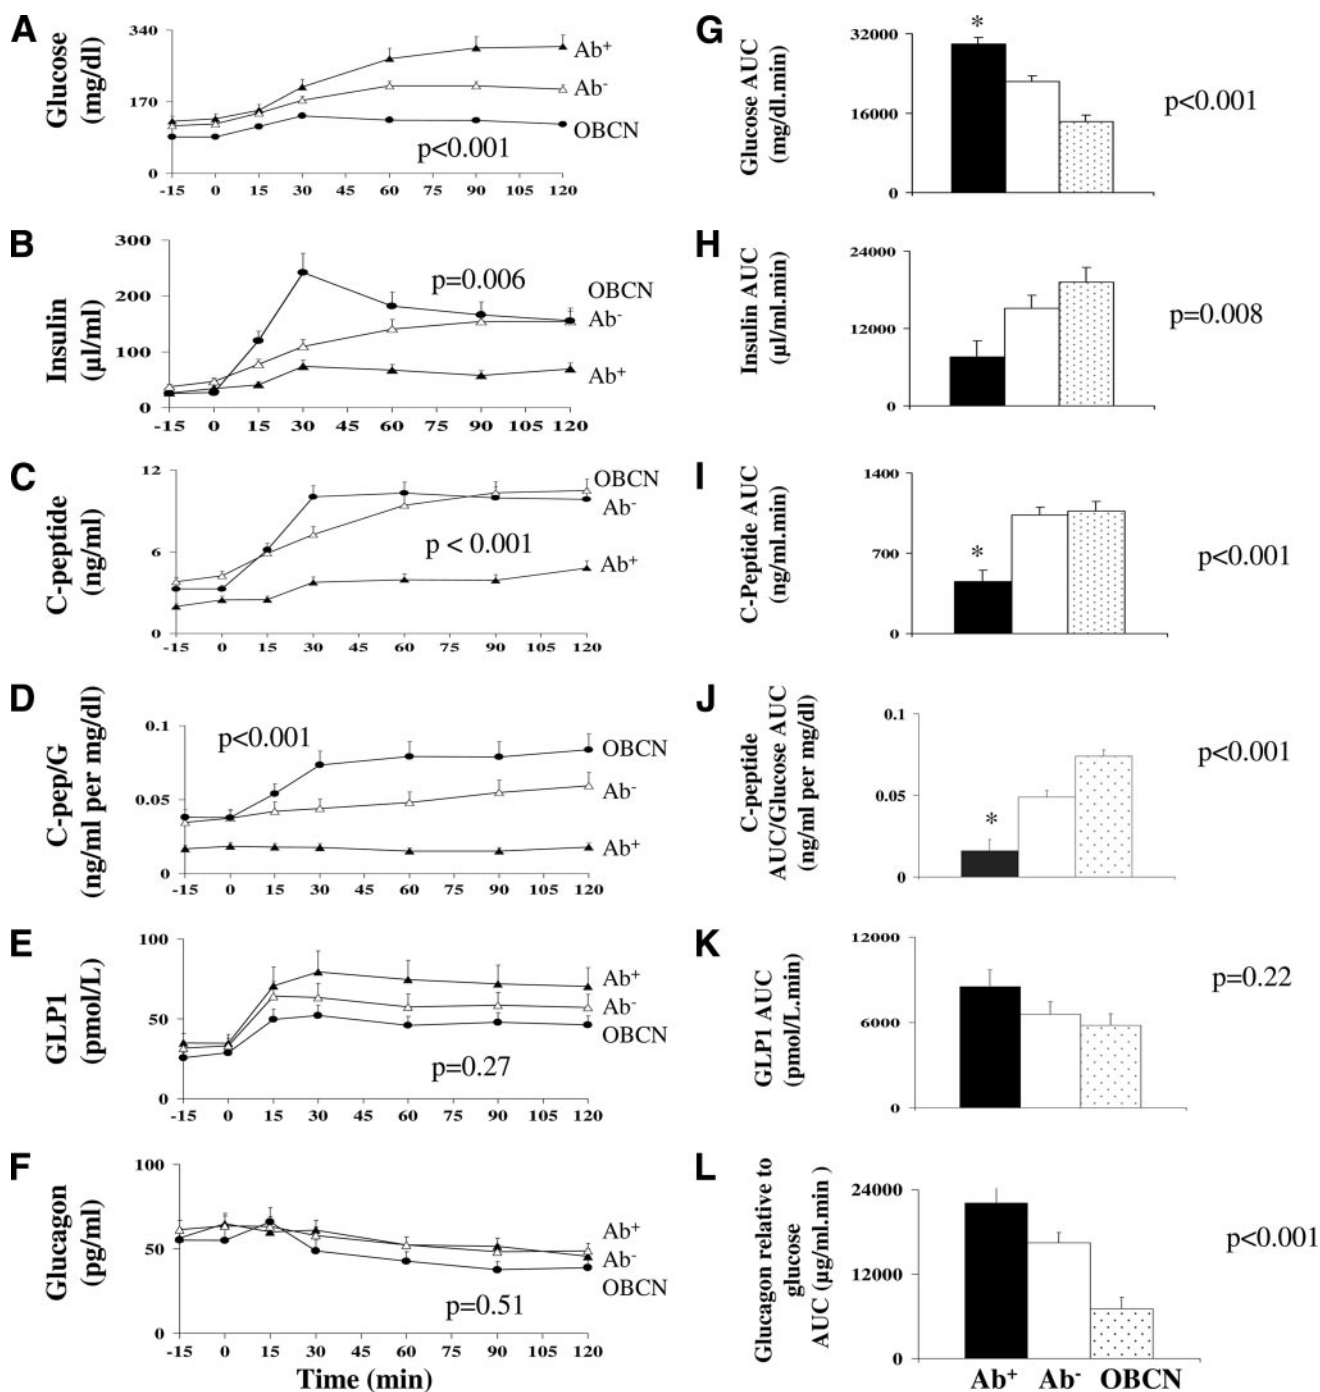 A
Glucose
(mg/dl)
340
170
0
Ab+
Ab-
OBCN
p<0.001
-15 0 15 30 45 60 75 90 105 120
G
Glucose AUC
(mg/dl.min)
32000
16000
0
*
p<0.001
B
Insulin
(µl/ml)
300
200
100
0
p=0.006
OBCN
Ab-
Ab+
-15 0 15 30 45 60 75 90 105 120
H
Insulin AUC
(µl/ml.min)
24000
12000
0
p=0.008
C
C-peptide
(ng/ml)
12
6
0
OBCN
Ab-
p < 0.001
Ab+
-15 0 15 30 45 60 75 90 105 120
I
C-Peptide AUC
(ng/ml.min)
1400
700
0
*
p<0.001
D
C-pep/G
(ng/ml per mg/dl)
0.1
0.05
0
p<0.001
OBCN
Ab-
Ab+
-15 0 15 30 45 60 75 90 105 120
J
C-peptide
AUC/Glucose AUC
(ng/ml per mg/dl)
0.1
0.05
0
*
p<0.001
E
GLP1
(pmol/L)
100
50
0
Ab+
Ab-
OBCN
p=0.27
-15 0 15 30 45 60 75 90 105 120
K
GLP1 AUC
(pmol/L.min)
12000
6000
0
p=0.22
F
Glucagon
(pg/ml)
100
50
0
Ab+
Ab-
OBCN
p=0.51
-15 0 15 30 45 60 75 90 105 120
Time (min)
L
Glucagon relative to
glucose
AUC (µg/ml.min )
24000
12000
0
p<0.001
Ab+ Ab- OBCN